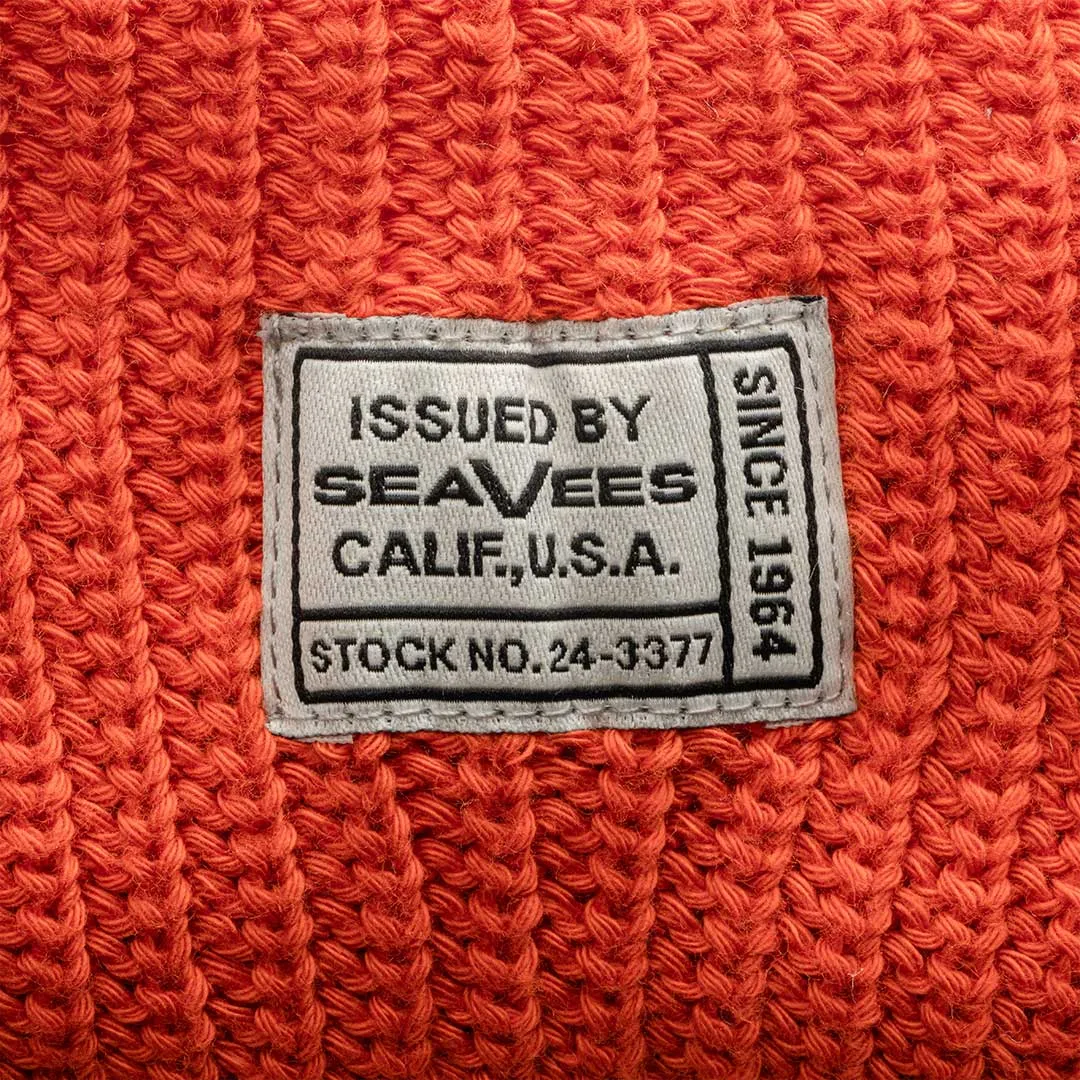 ISSUED BY
SEAVEES
CALIF., U.S.A.
STOCK NO. 24-3377
SINCE 1964